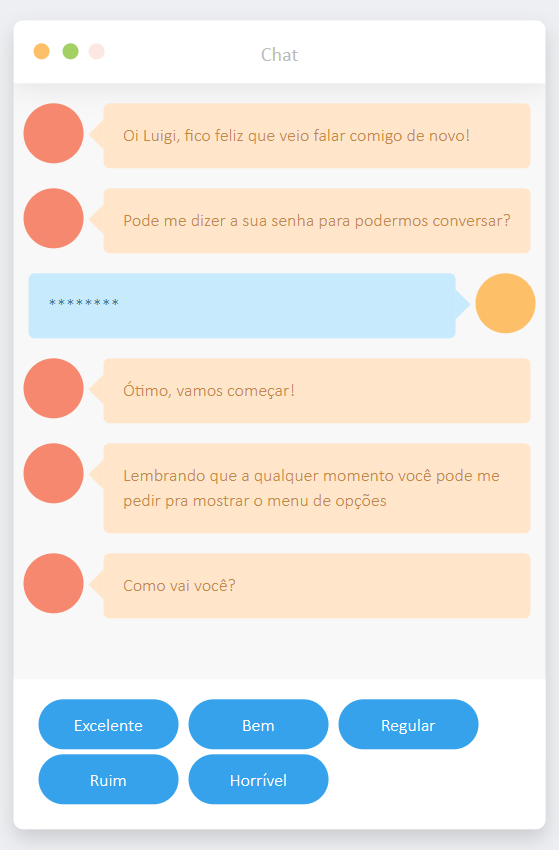 Chat
Oi Luigi, fico feliz que veio falar comigo de novo!
Pode me dizer a sua senha para podermos conversar?
********
Ótimo, vamos começar!
Lembrando que a qualquer momento você pode me
pedir pra mostrar o menu de opções
Como vai você?
Excelente
Bem
Regular
Ruim
Horrível